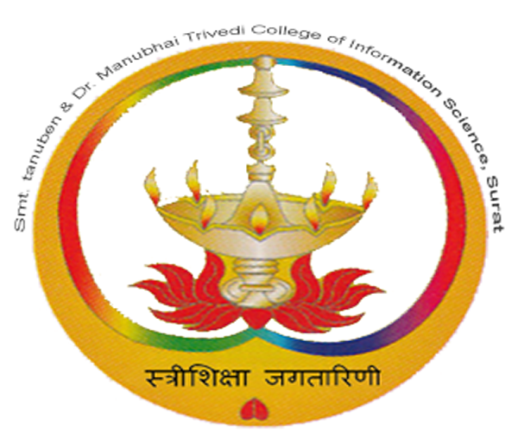 Smt. tanuben & Dr. Manubhai Trivedi College of Information Science, Surat
स्त्रीशिक्षा जगतारिणी